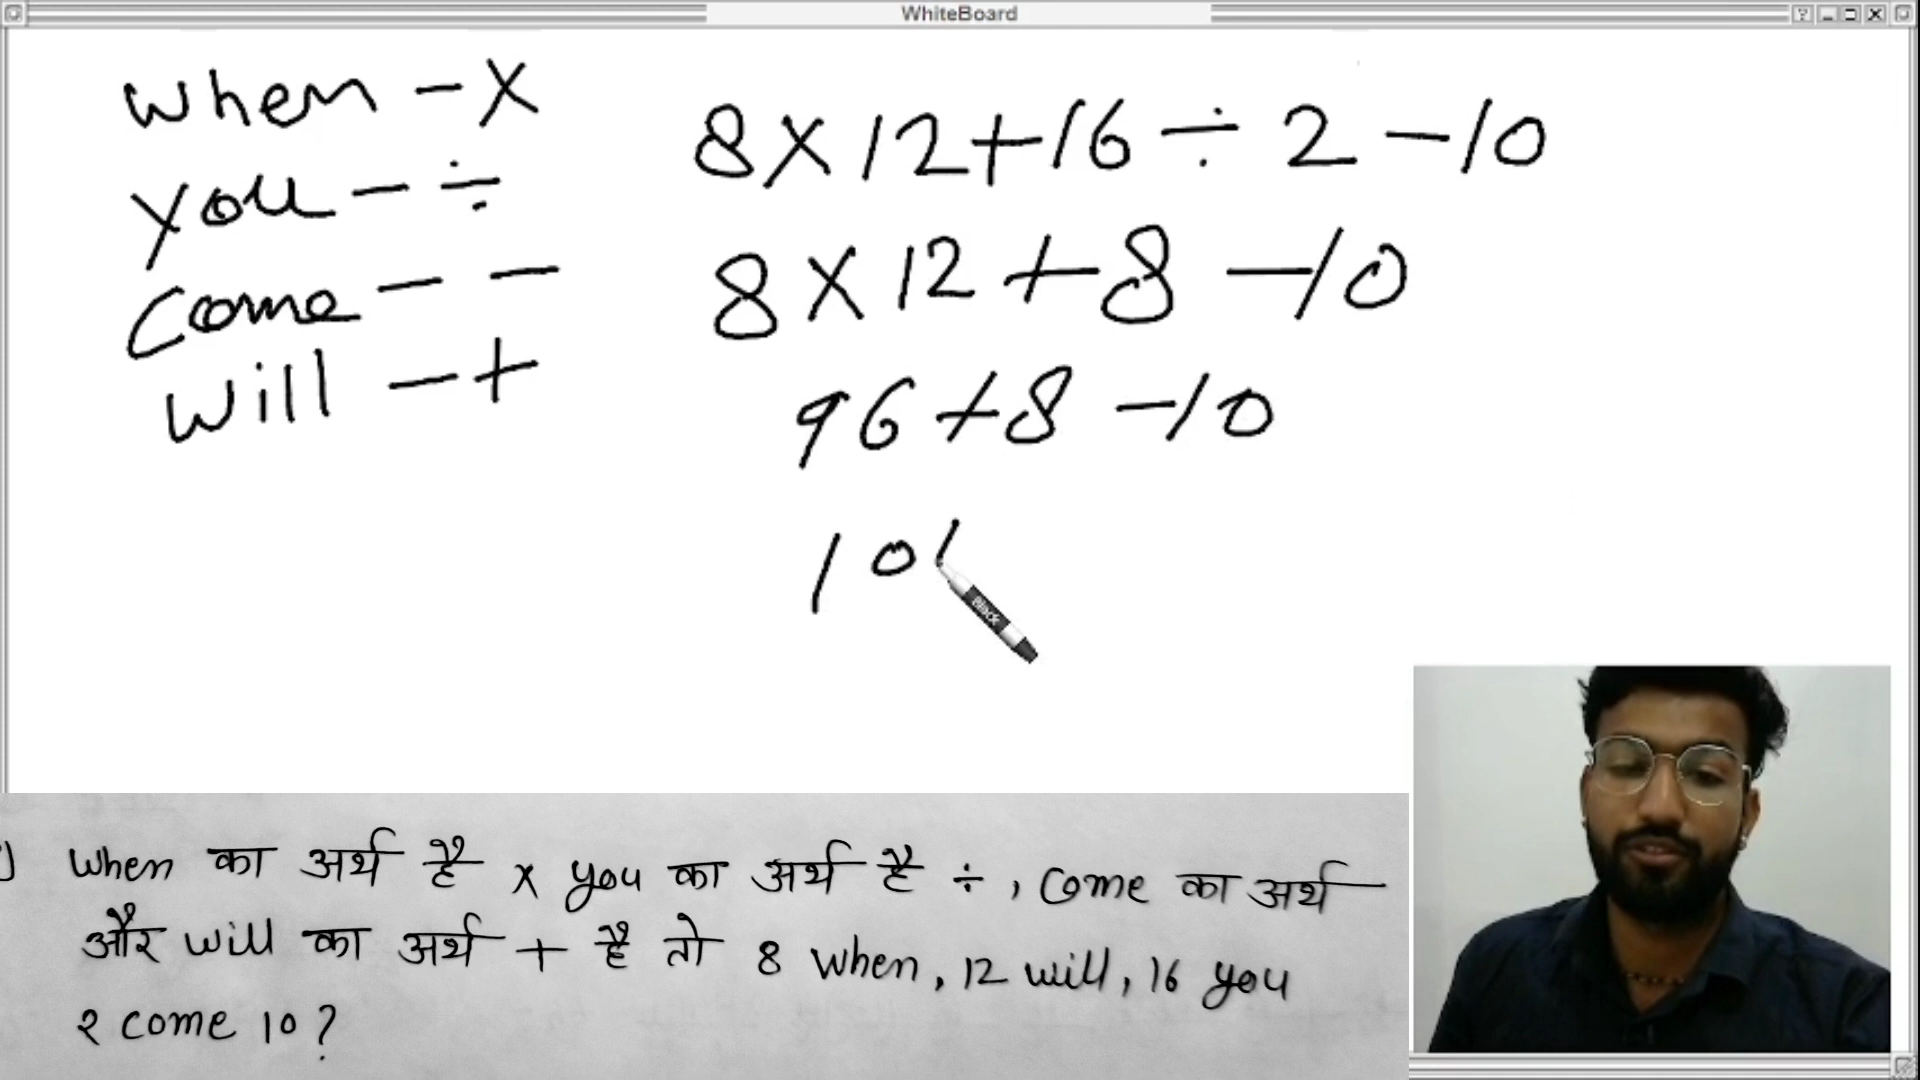 WhiteBoard
When - X
You - ÷
Come - -
Will - +
8 X 12 + 16 ÷ 2 - 10
8 X 12 + 8 - 10
96 + 8 - 10
10
Black
When का अर्थ है x you का अर्थ है ÷, Come का अर्थ
और will का अर्थ + है तो 8 when, 12 will, 16 you
2 come 10?